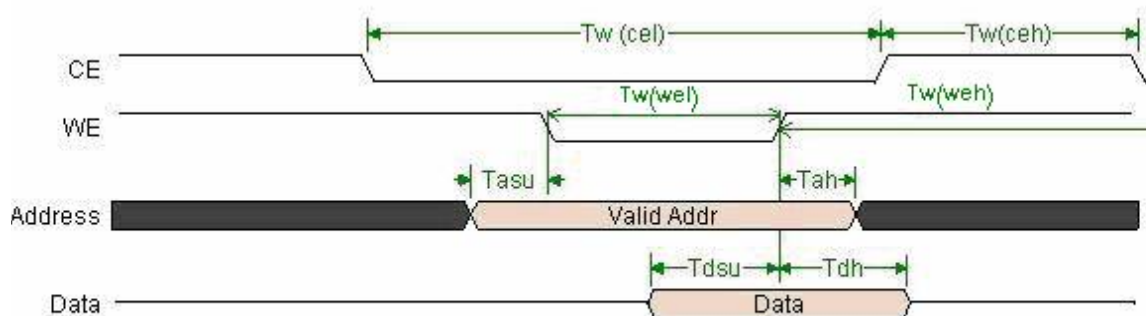 Tw (cel) Tw(ceh)
CE
Tw(wel) Tw(weh)
WE
Tasu Tah
Address Valid Addr
Tdsu Tdh
Data Data